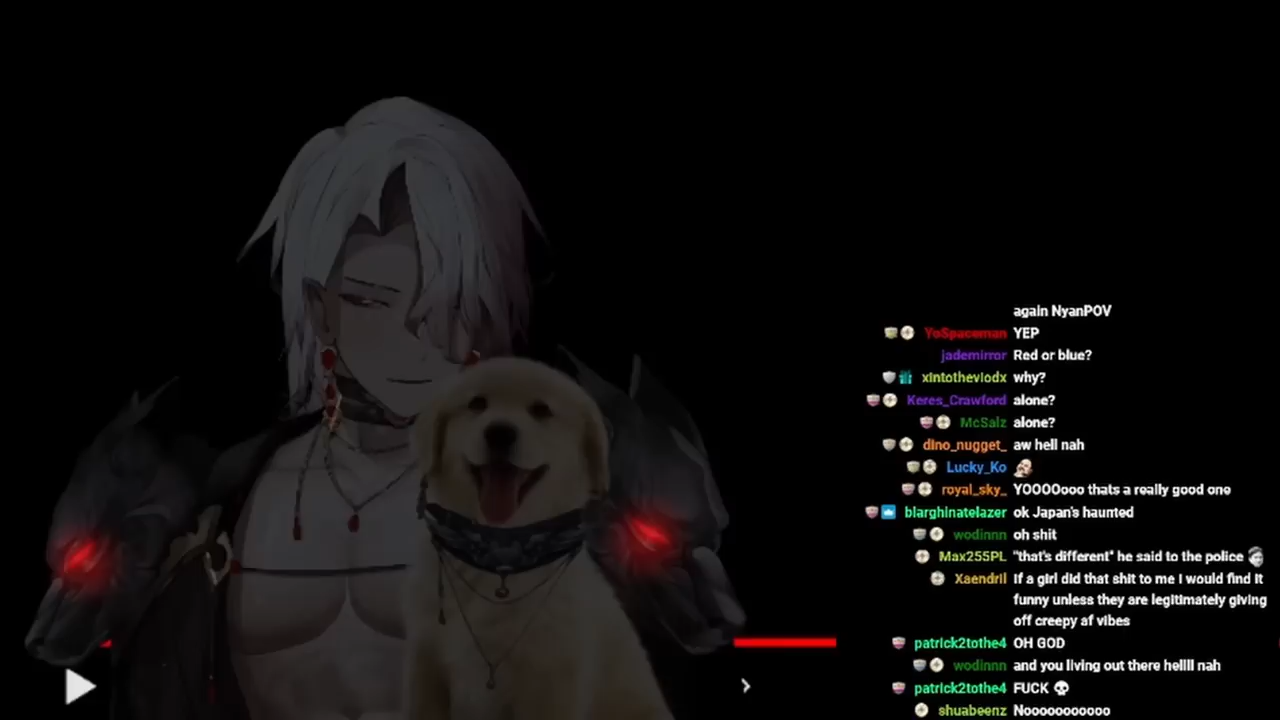 again NyanPOV
YoSpaceman YEP
jademirror Red or blue?
xintotheviodx why?
Keres_Crawford alone?
McSalz alone?
dino_nugget_ aw hell nah
Lucky_Ko
royal_sky_ YOOOOooo thats a really good one
blarghinatelazer ok Japan's haunted
wodinnn oh shit
Max255PL "that's different" he said to the police
Xaendril If a girl did that shit to me I would find it
funny unless they are legitimately giving
off creepy af vibes
patrick2tothe4 OH GOD
wodinnn and you living out there hellll nah
patrick2tothe4 FUCK 💀
shuabeenz Nooooooooooo